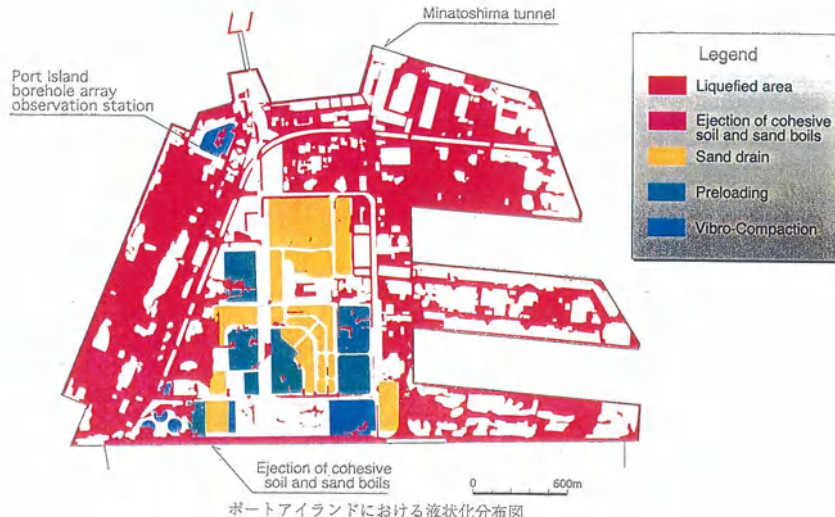 Minatoshima tunnel
Port Island
borehole array
observation station
Legend
Liquefied area
Ejection of cohesive
soil and sand boils
Sand drain
Preloading
Vibro-Compaction
Ejection of cohesive
soil and sand boils
0 600m
ポートアイランドにおける液状化分布図